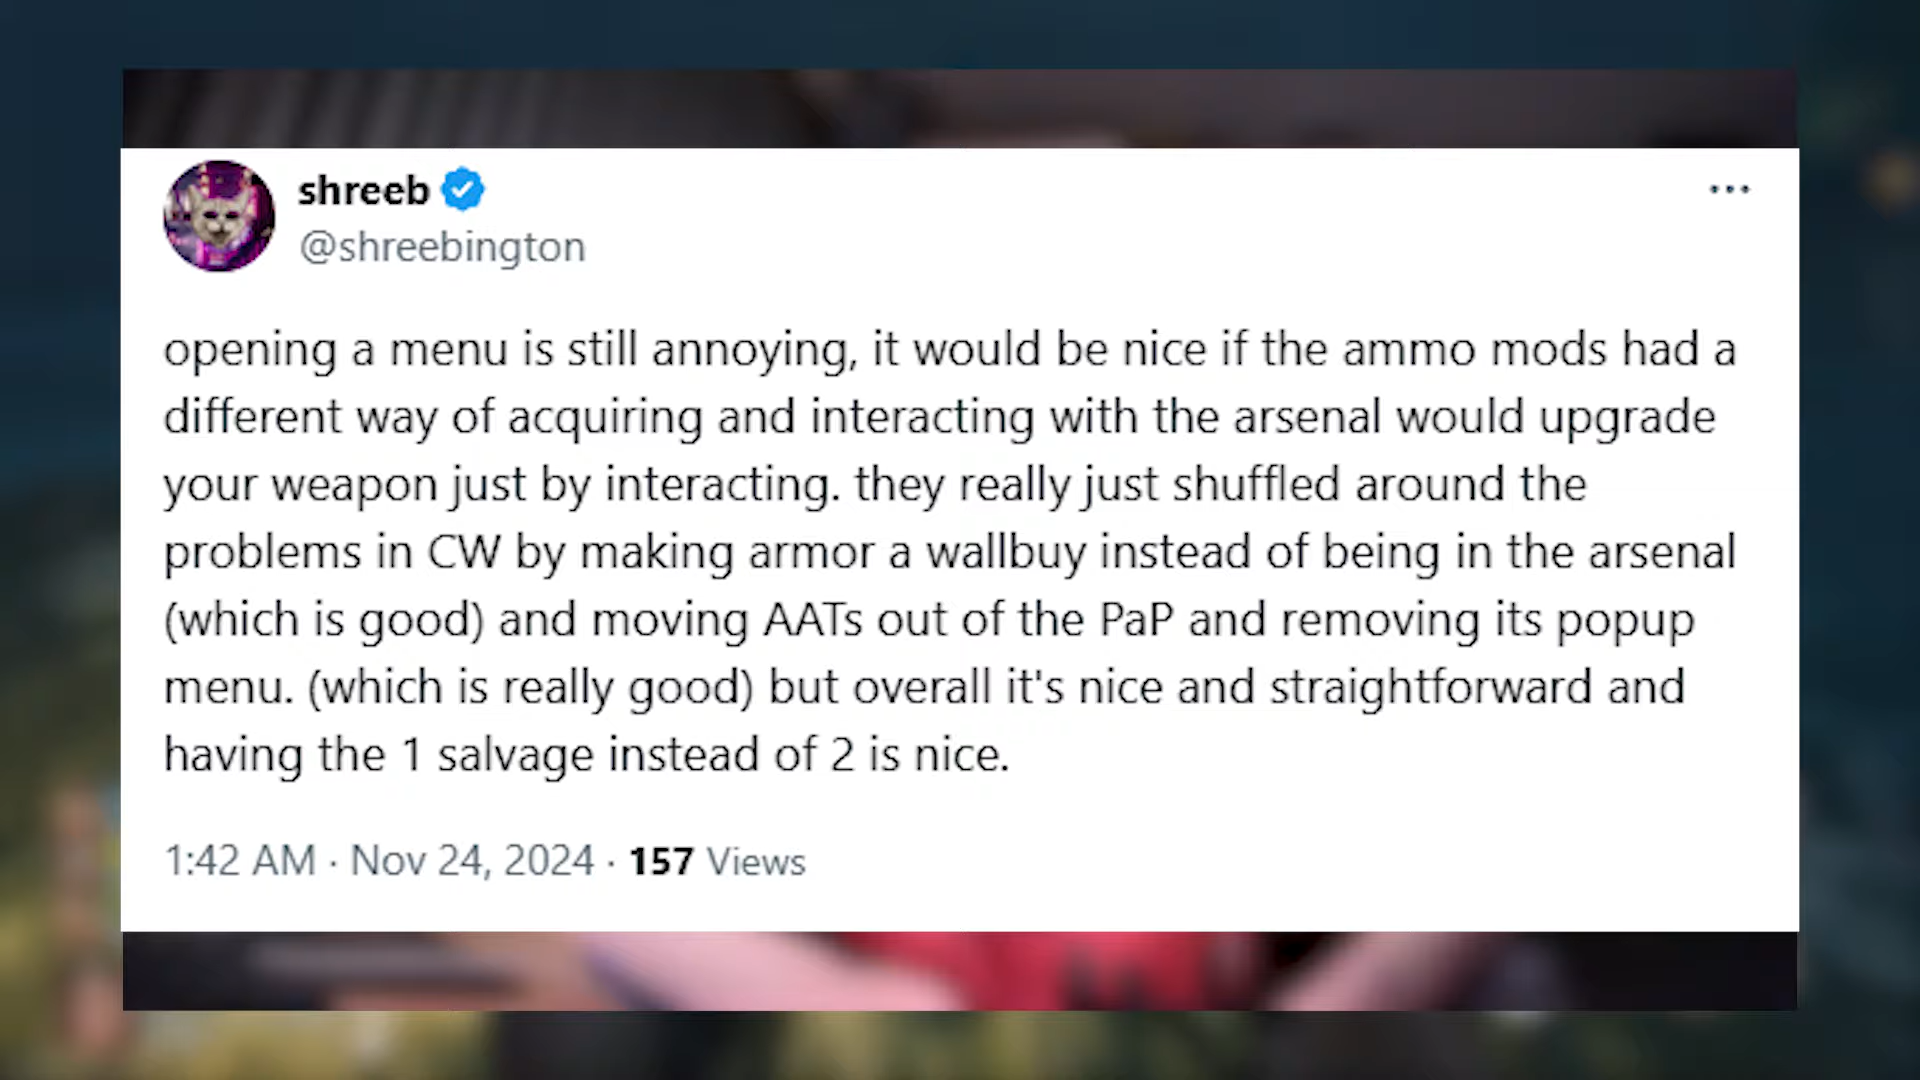 shreeb
@shreebington
opening a menu is still annoying, it would be nice if the ammo mods had a
different way of acquiring and interacting with the arsenal would upgrade
your weapon just by interacting. they really just shuffled around the
problems in CW by making armor a wallbuy instead of being in the arsenal
(which is good) and moving AATs out of the PaP and removing its popup
menu. (which is really good) but overall it's nice and straightforward and
having the 1 salvage instead of 2 is nice.
1:42 AM · Nov 24, 2024 · 157 Views